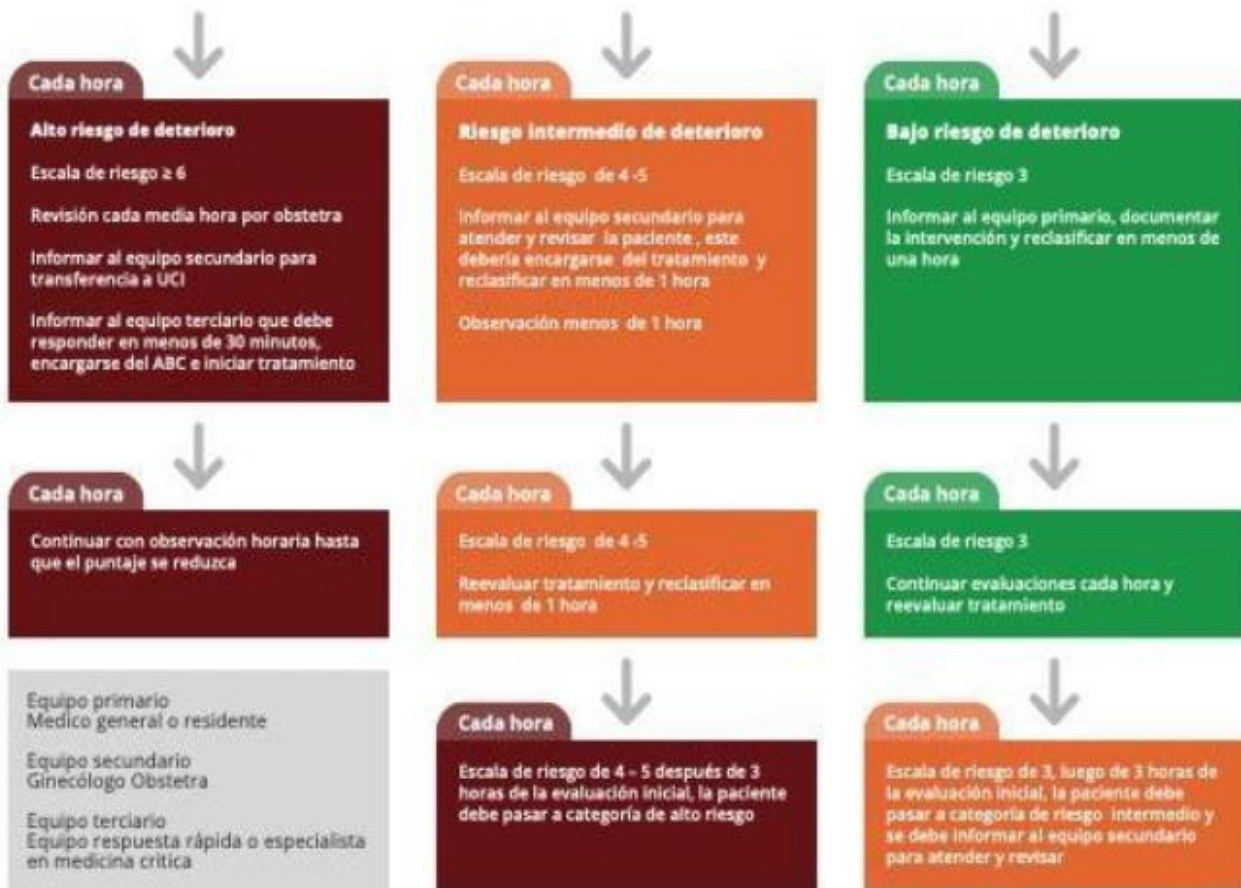 Cada hora
Alto riesgo de deterioro
Escala de riesgo ≥ 6
Revisión cada media hora por obstetra
Informar al equipo secundario para
transferencia a UCI
Informar al equipo terciario que debe
responder en menos de 30 minutos,
encargarse del ABC e iniciar tratamiento
Cada hora
Riesgo intermedio de deterioro
Escala de riesgo de 4 -5
Informar al equipo secundario para
atender y revisar la paciente , este
debería encargarse del tratamiento y
reclasificar en menos de 1 hora
Observación menos de 1 hora
Cada hora
Bajo riesgo de deterioro
Escala de riesgo 3
Informar al equipo primario, documentar
la intervención y reclasificar en menos de
una hora
Cada hora
Continuar con observación horaria hasta
que el puntaje se reduzca
Cada hora
Escala de riesgo de 4 -5
Reevaluar tratamiento y reclasificar en
menos de 1 hora
Cada hora
Escala de riesgo 3
Continuar evaluaciones cada hora y
reevaluar tratamiento
Equipo primario
Medico general o residente
Equipo secundario
Ginecólogo Obstetra
Equipo terciario
Equipo respuesta rápida o especialista
en medicina critica
Cada hora
Escala de riesgo de 4 – 5 después de 3
horas de la evaluación inicial, la paciente
debe pasar a categoría de alto riesgo
Cada hora
Escala de riesgo de 3, luego de 3 horas de
la evaluación inicial, la paciente debe
pasar a categoría de riesgo intermedio y
se debe informar al equipo secundario
para atender y revisar